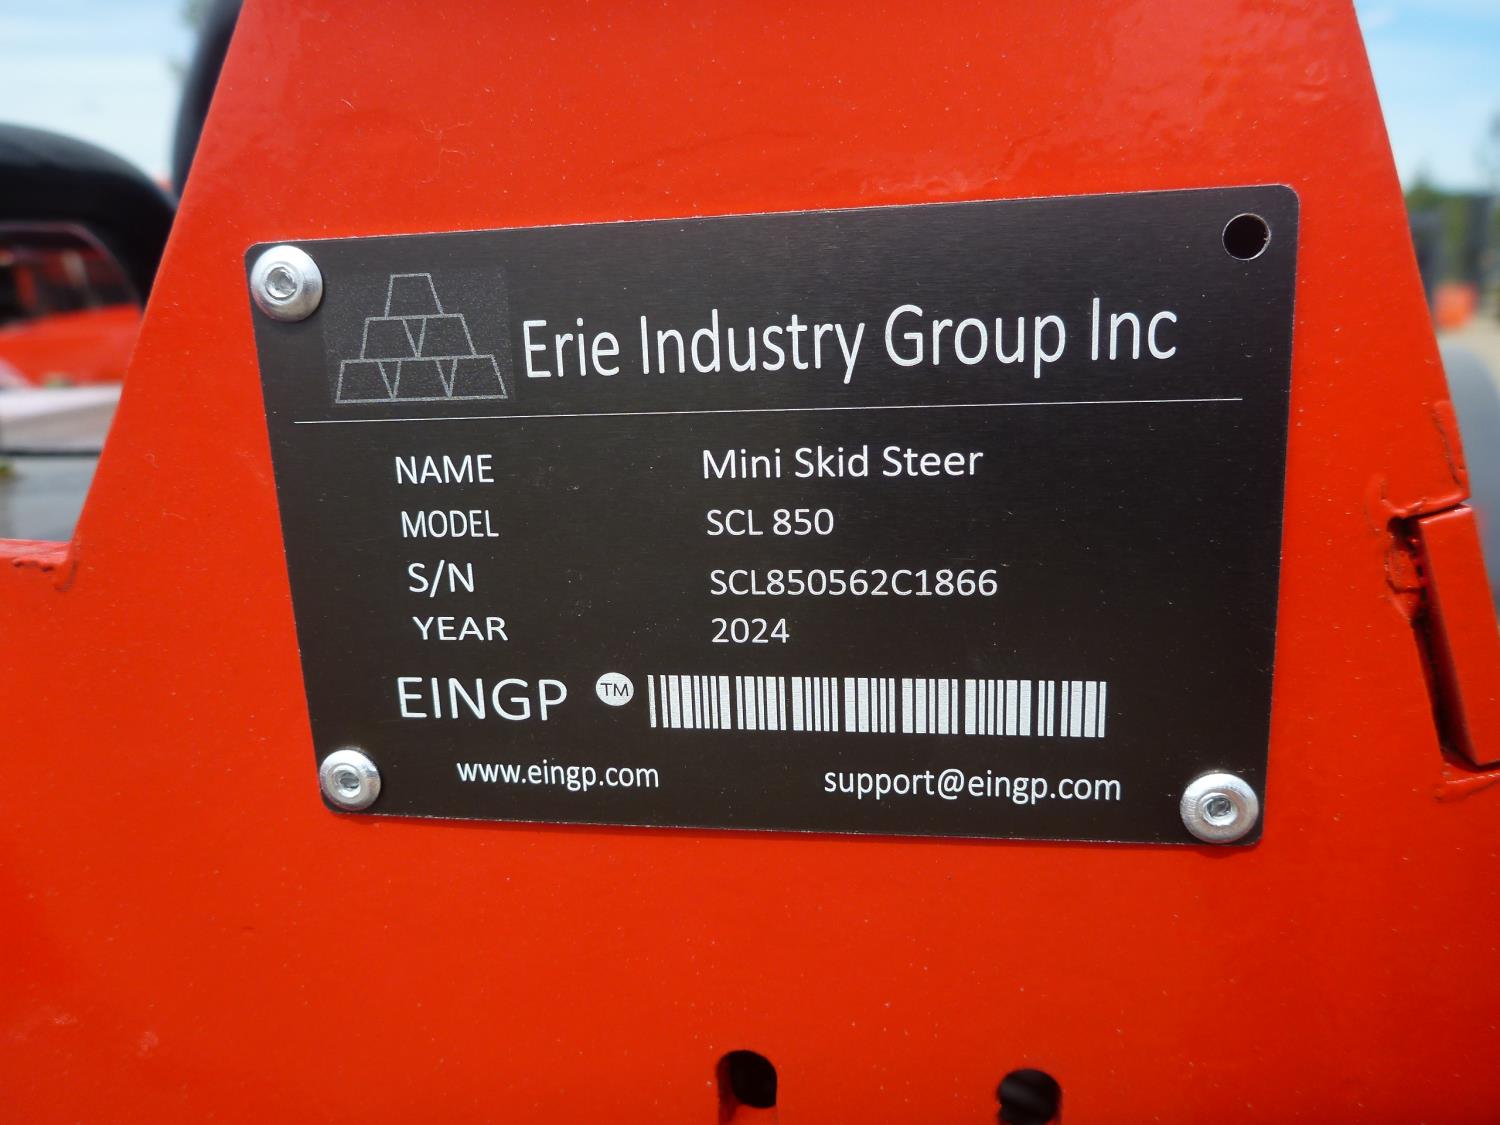 Erie Industry Group Inc
NAME Mini Skid Steer
MODEL SCL 850
S/N SCL850562C1866
YEAR 2024
EINGP TM
www.eingp.com support@eingp.com